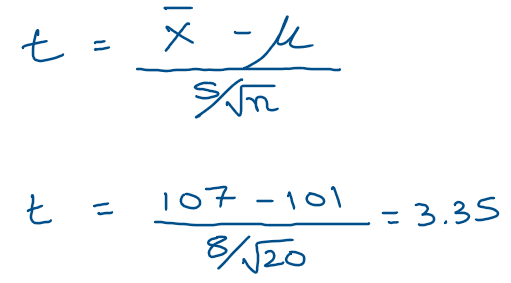 t = x̄ - μ
s/√n
t = 107 - 101 = 3.35
8/√20